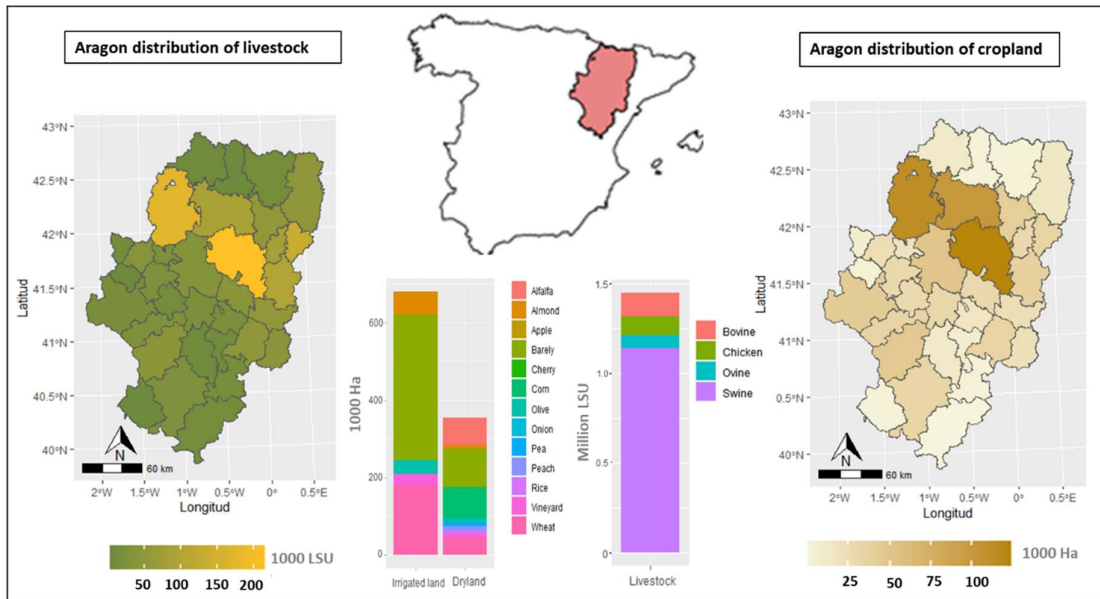 Aragon distribution of livestock
43°N
42.5°N
42°N
41.5°N
41°N
40.5°N
40°N
Latitud
N
60 km
2°W
1.5°W
1°W
0.5°W
0°
0.5°E
Longitud
1000 LSU
50
100
150
200
1000 Ha
600
400
200
0
Irrigated land
Dryland
Alfalfa
Almond
Apple
Barely
Cherry
Corn
Olive
Onion
Pea
Peach
Rice
Vineyard
Wheat
Million LSU
1.5
1.0
0.5
0
Livestock
Bovine
Chicken
Ovine
Swine
Aragon distribution of cropland
43°N
42.5°N
42°N
41.5°N
41°N
0.5°N
40°N
Latitud
N
60 km
2°W
1.5°W
1°W
0.5°W
0°
0.5°E
Longitud
1000 Ha
25
50
75
100